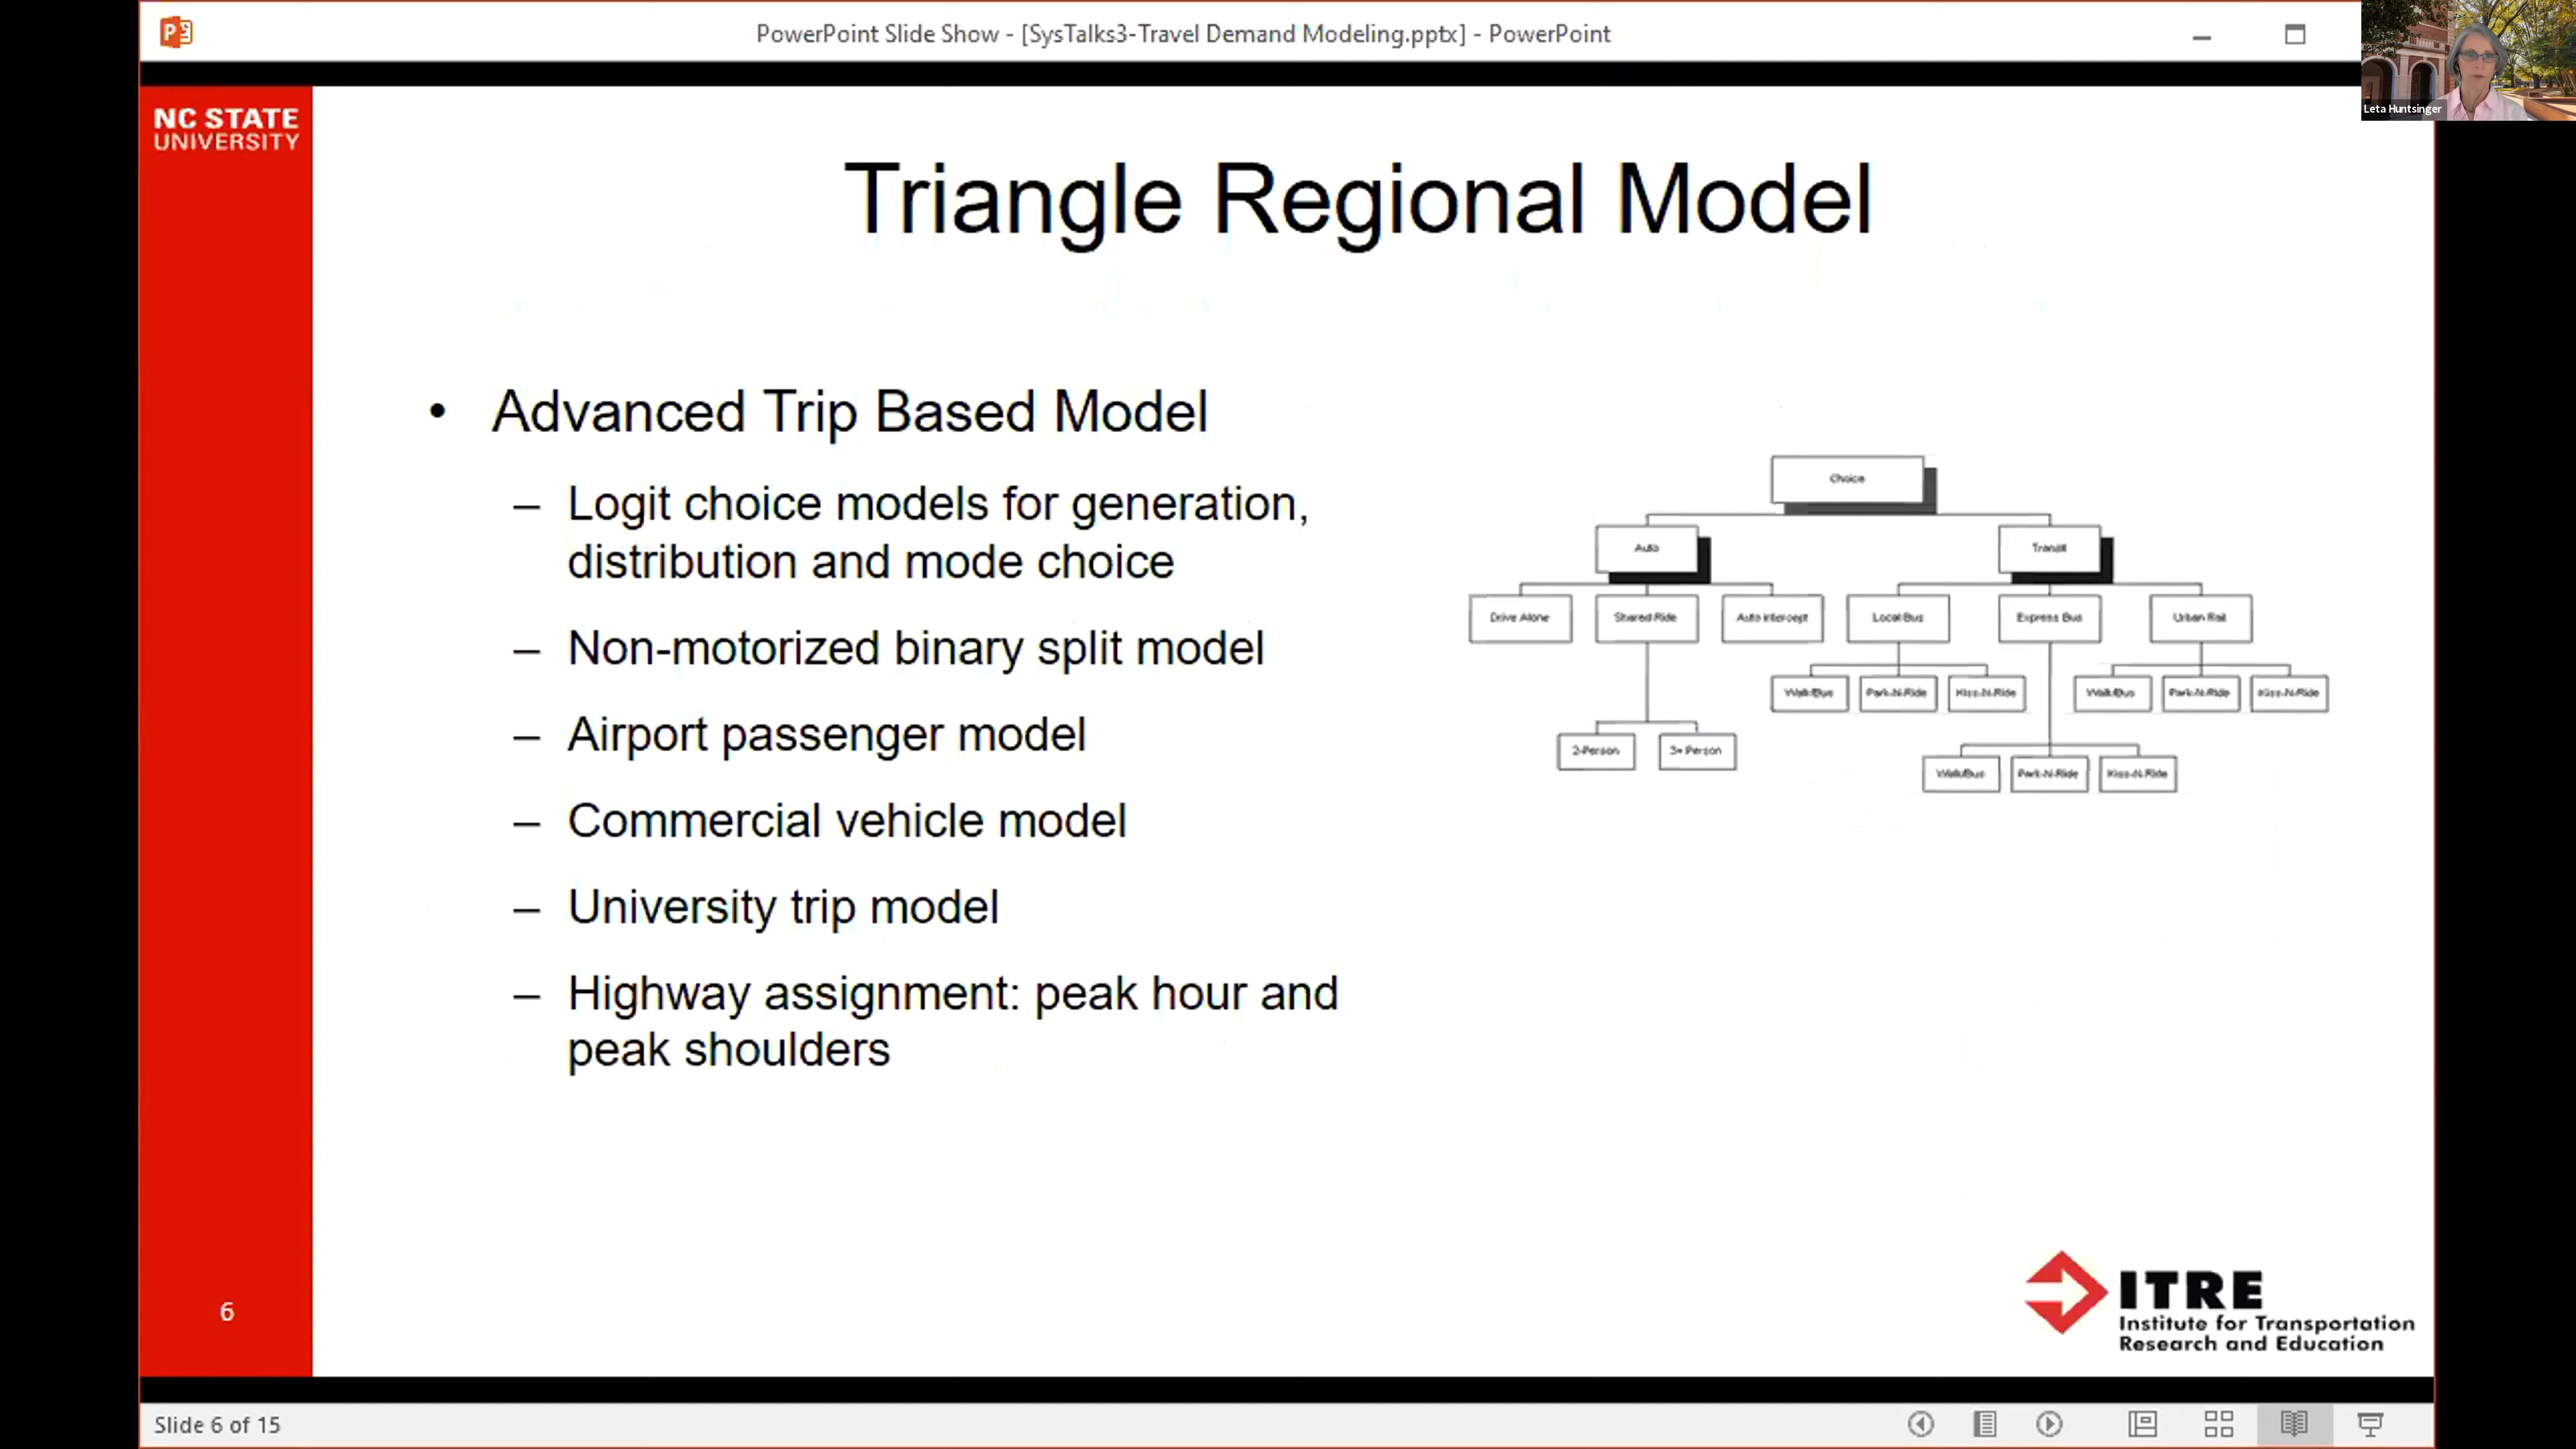 PowerPoint Slide Show - [SysTalks3-Travel Demand Modeling.pptx] - PowerPoint
Leta Huntsinger
NC STATE
UNIVERSITY
Triangle Regional Model
• Advanced Trip Based Model
– Logit choice models for generation,
distribution and mode choice
– Non-motorized binary split model
– Airport passenger model
– Commercial vehicle model
– University trip model
– Highway assignment: peak hour and
peak shoulders
Choice
Auto
Transit
Drive Alone
Shared Ride
Auto Intercept
Local Bus
Express Bus
Urban Rail
Walk/Bus
Park-N-Ride
Kiss-N-Ride
Walk/Bus
Park-N-Ride
Kiss-N-Ride
2-Person
3+ Person
Walk/Bus
Park-N-Ride
Kiss-N-Ride
6
ITRE
Institute for Transportation
Research and Education
Slide 6 of 15